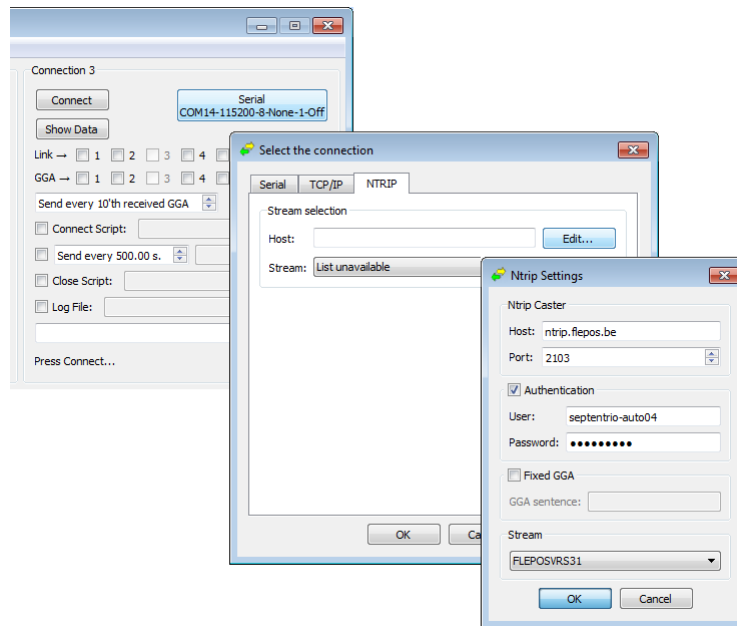 Connection 3
Connect
Serial
COM14-115200-8-None-1-Off
Show Data
Link → 1 2 3 4
GGA → 1 2 3 4
Send every 10'th received GGA
Connect Script:
Send every 500.00 s.
Close Script:
Log File:
Press Connect...
Select the connection
Serial TCP/IP NTRIP
Stream selection
Host: Edit...
Stream: List unavailable
OK Ca
Ntrip Settings
Ntrip Caster
Host: ntrip.flepos.be
Port: 2103
Authentication
User: septentrio-auto04
Password: ●●●●●●●●●
Fixed GGA
GGA sentence:
Stream
FLEPOSVRS31
OK Cancel